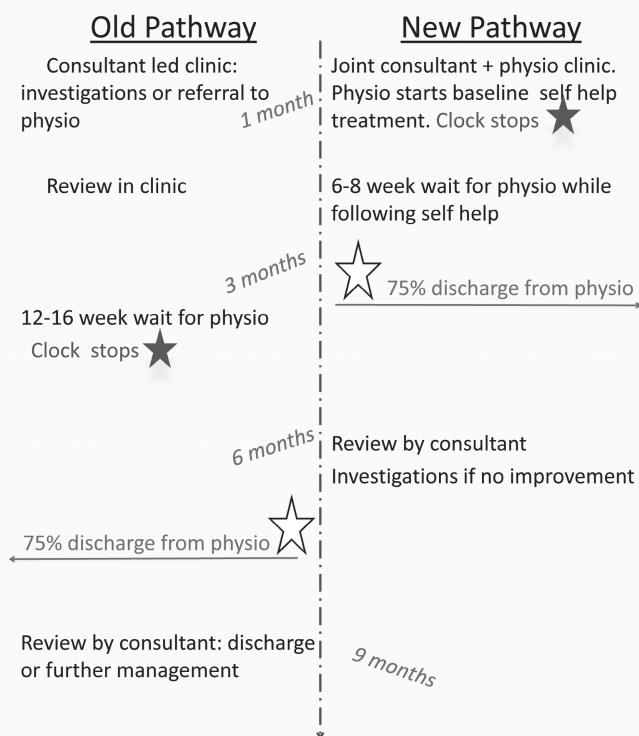 Old Pathway
Consultant led clinic:
investigations or referral to
physio
Review in clinic
12-16 week wait for physio
Clock stops
75% discharge from physio
Review by consultant: discharge
or further management
1 month
3 months
6 months
9 months
New Pathway
Joint consultant + physio clinic.
Physio starts baseline self help
treatment. Clock stops
6-8 week wait for physio while
following self help
75% discharge from physio
Review by consultant
Investigations if no improvement